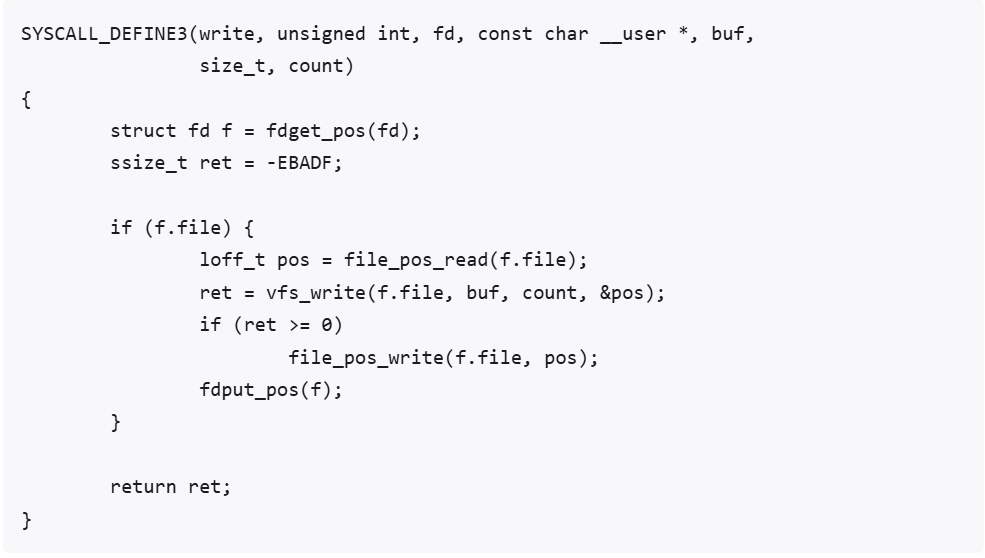 SYSCALL_DEFINE3(write, unsigned int, fd, const char __user *, buf,
                size_t, count)
{
        struct fd f = fdget_pos(fd);
        ssize_t ret = -EBADF;

        if (f.file) {
                loff_t pos = file_pos_read(f.file);
                ret = vfs_write(f.file, buf, count, &pos);
                if (ret >= 0)
                        file_pos_write(f.file, pos);
                fdput_pos(f);
        }

        return ret;
}